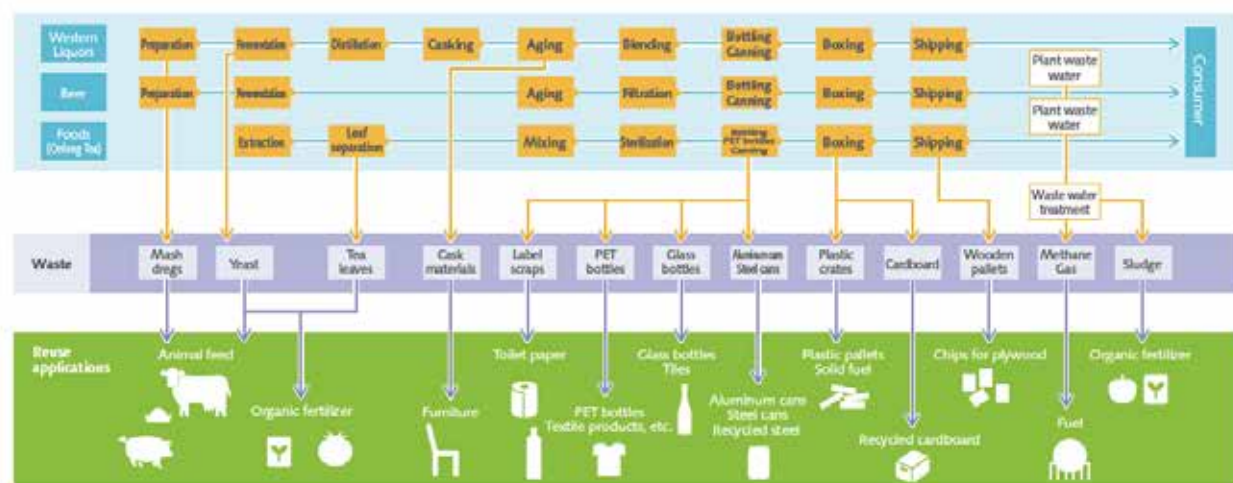 Western
Liquors
Preparation
Fermentation
Distillation
Casking
Aging
Blending
Bottling
Canning
Boxing
Shipping
Consumer
Plant waste
water
Beer
Preparation
Fermentation
Aging
Filtration
Bottling
Canning
Boxing
Shipping
Plant waste
water
Foods
(Oolong Tea)
Extraction
Leaf
separation
Mixing
Sterilization
Bottling
PET bottles
Canning
Boxing
Shipping
Waste water
treatment
Waste
Mash
dregs
Yeast
Tea
leaves
Cask
materials
Label
scraps
PET
bottles
Glass
bottles
Aluminum cans
Steel cans
Plastic
crates
Cardboard
Wooden
pallets
Methane
Gas
Sludge
Reuse
applications
Animal feed
Organic fertilizer
Furniture
Toilet paper
PET bottles
Textile products, etc.
Glass bottles
Tiles
Aluminum cans
Steel cans
Recycled steel
Plastic pallets
Solid fuel
Recycled cardboard
Chips for plywood
Fuel
Organic fertilizer